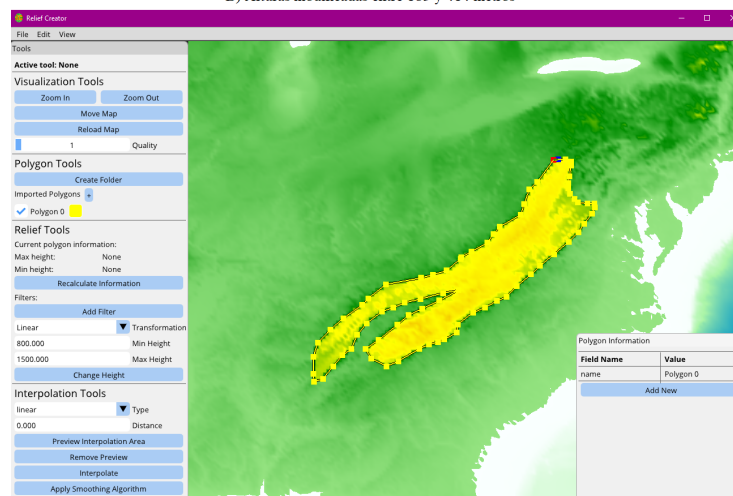 Relief Creator
File Edit View
Tools
Active tool: None
Visualization Tools
Zoom In Zoom Out
Move Map
Reload Map
1 Quality
Polygon Tools
Create Folder
Imported Polygons +
Polygon 0
Relief Tools
Current polygon information:
Max height: None
Min height: None
Recalculate Information
Filters:
Add Filter
Linear Transformation
800.000 Min Height
1500.000 Max Height
Change Height
Interpolation Tools
linear Type
0.000 Distance
Preview Interpolation Area
Remove Preview
Interpolate
Apply Smoothing Algorithm
Polygon Information
Field Name Value
name Polygon 0
Add New